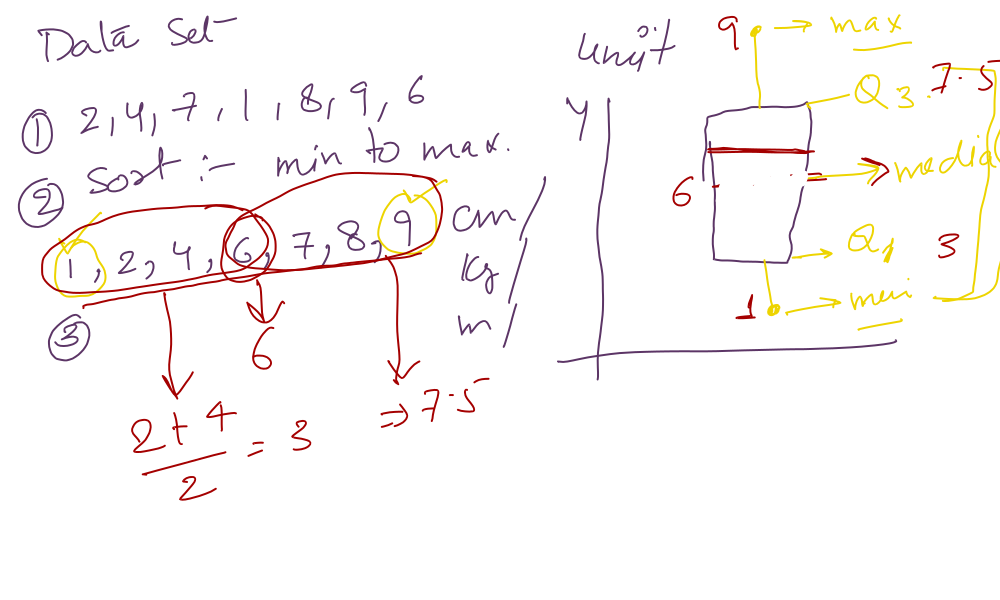 Data Set
① 2, 4, 7, 1, 8, 9, 6
② Sort :- min to max.
1, 2, 4, 6, 7, 8, 9 cm/
kg/
m/
③
6
2+4
2
= 3
=> 7.5
unit
Y
9 → max
Q3 7.5
6 → media
Q1 3
1 → min